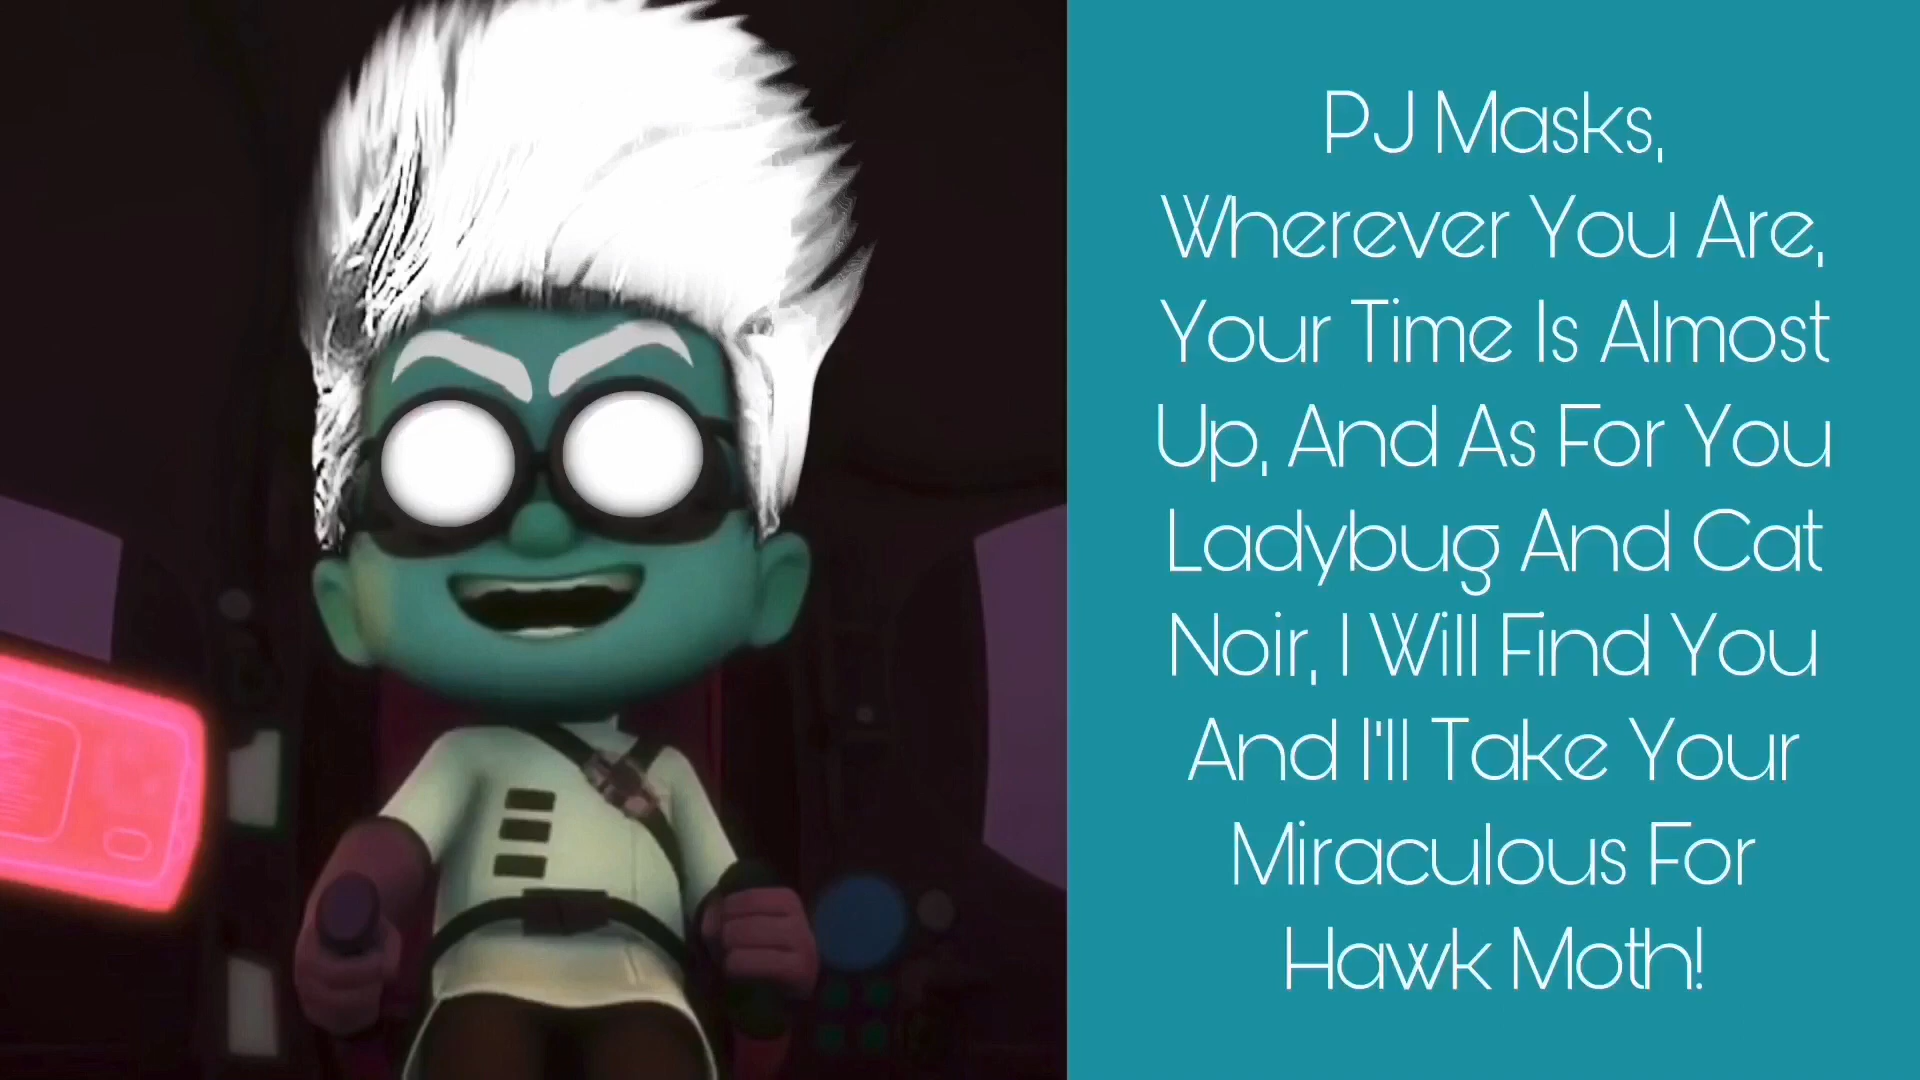 PJ Masks,
Wherever You Are,
Your Time Is Almost
Up, And As For You
Ladybug And Cat
Noir, I Will Find You
And I'll Take Your
Miraculous For
Hawk Moth!